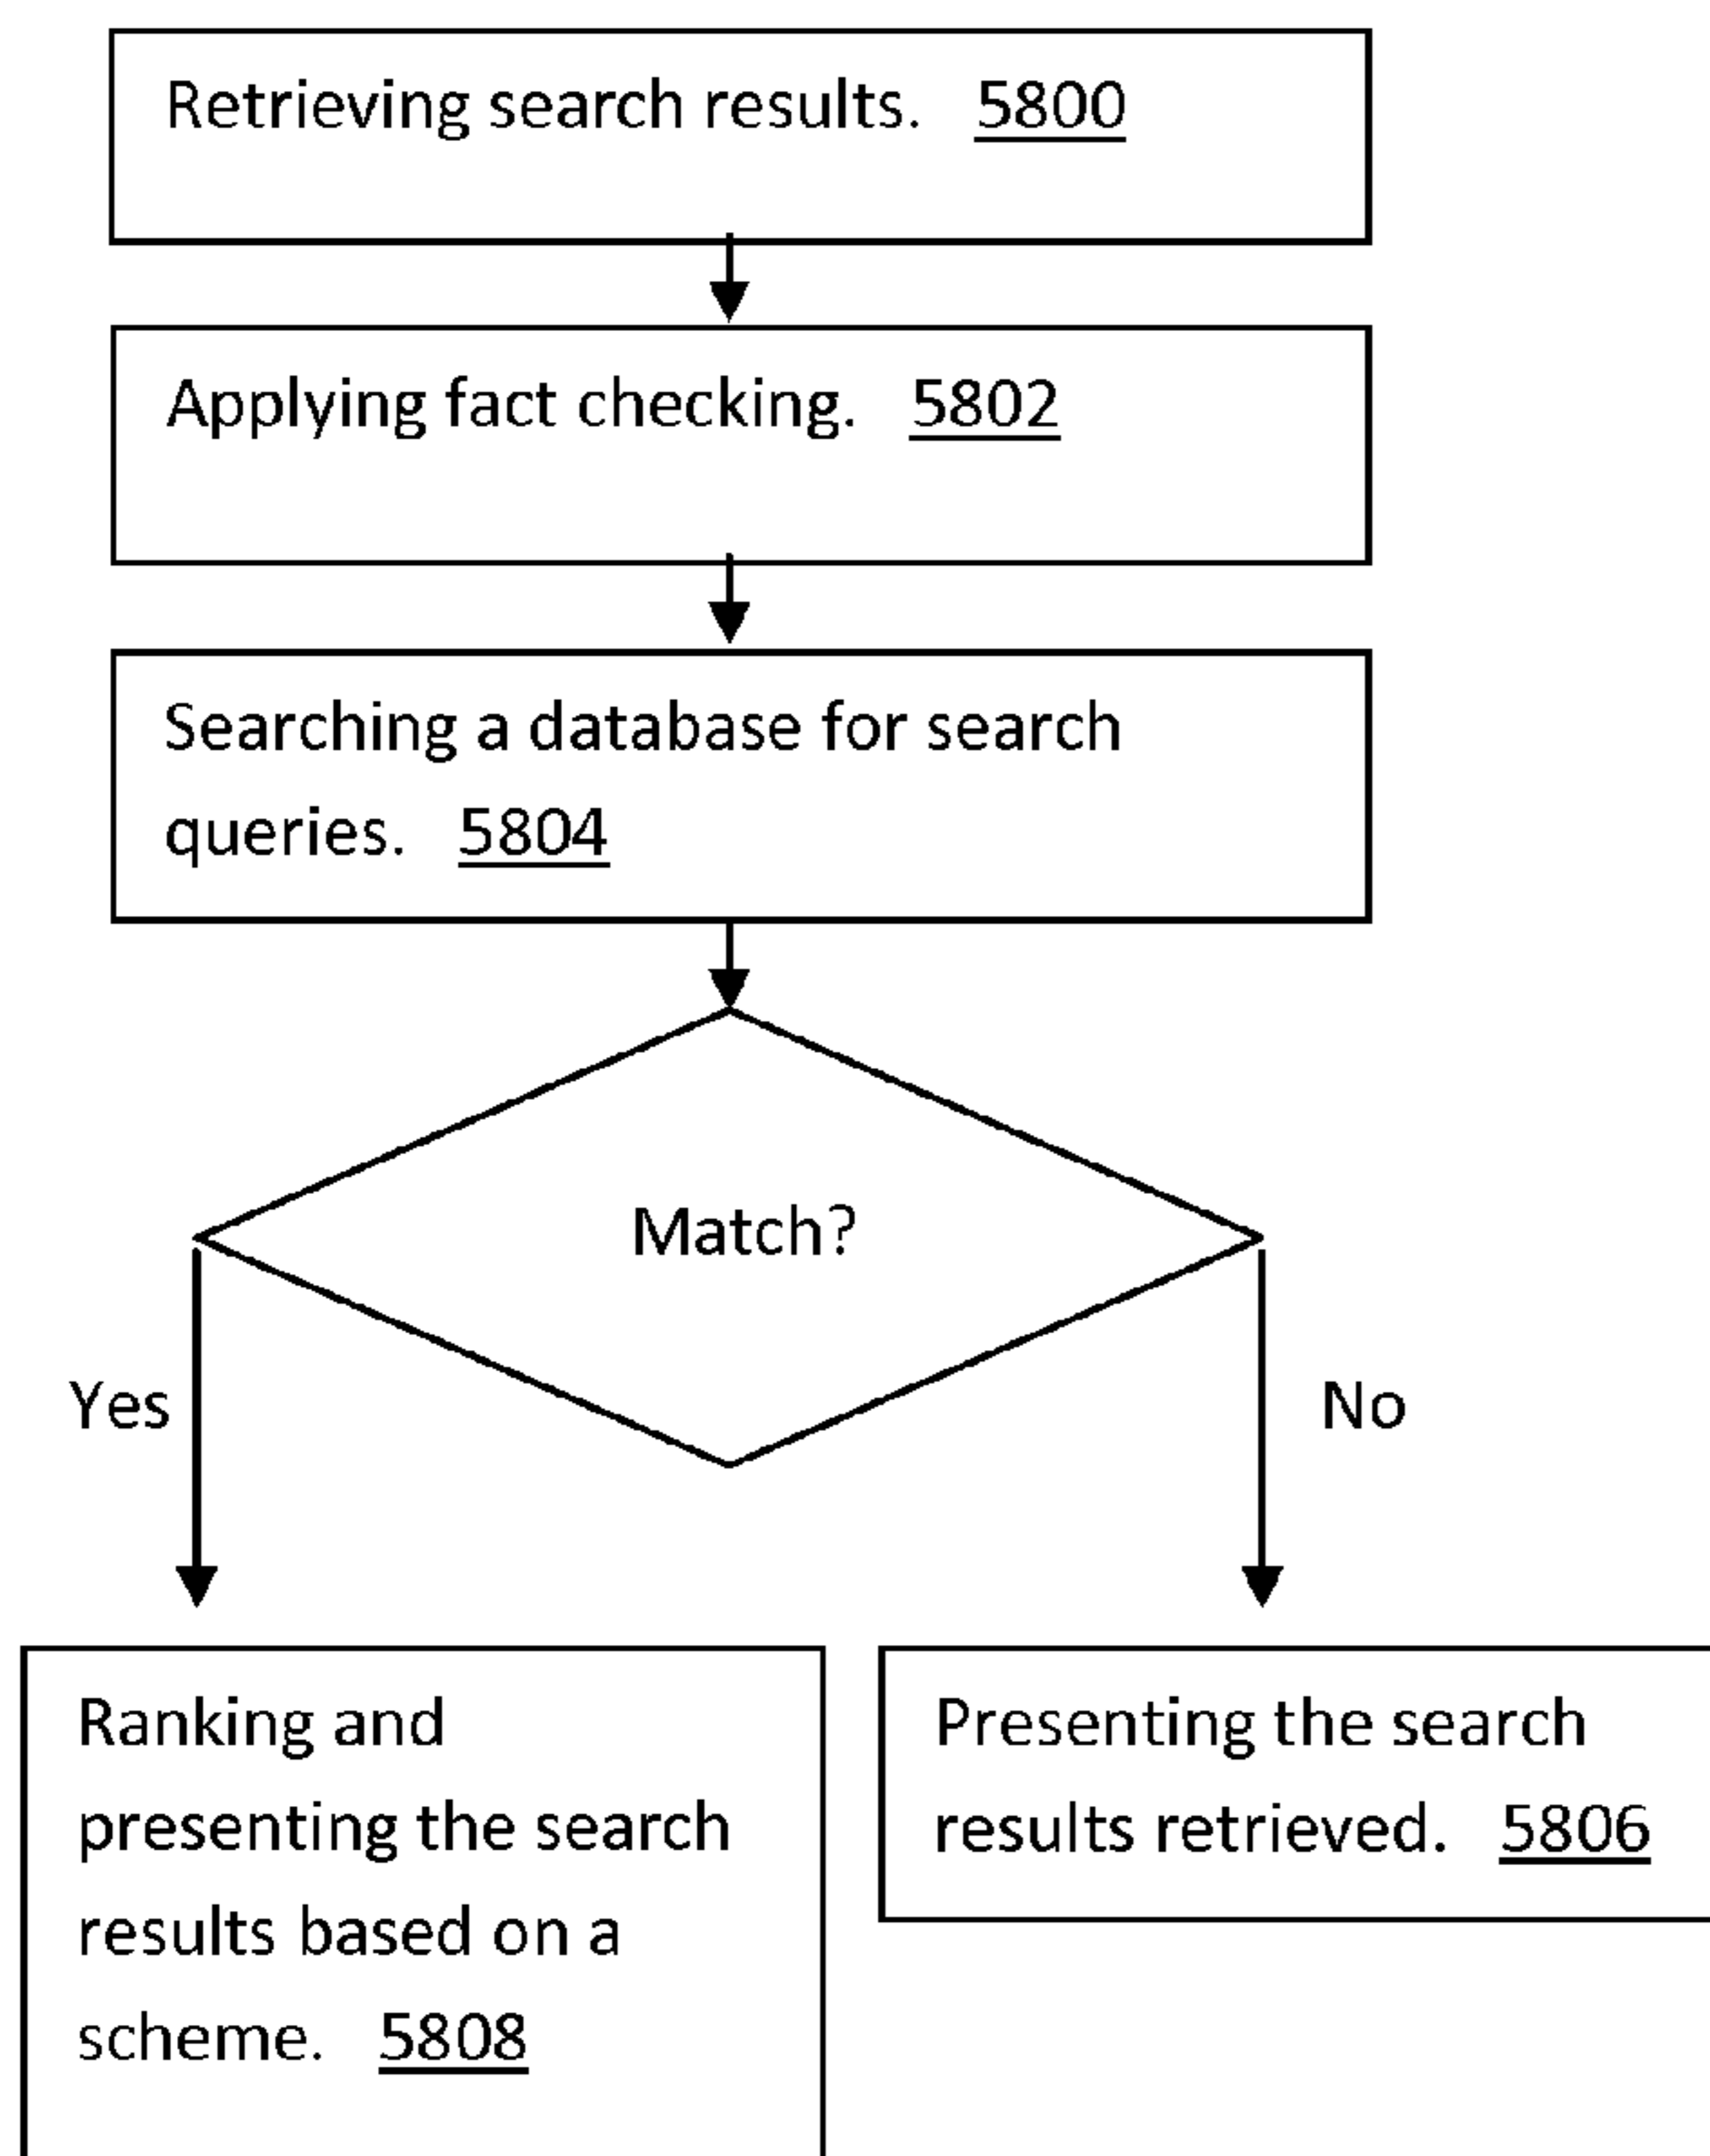 Retrieving search results. 5800
Applying fact checking. 5802
Searching a database for search
queries. 5804
Match?
Yes
No
Ranking and
presenting the search
results based on a
scheme. 5808
Presenting the search
results retrieved. 5806